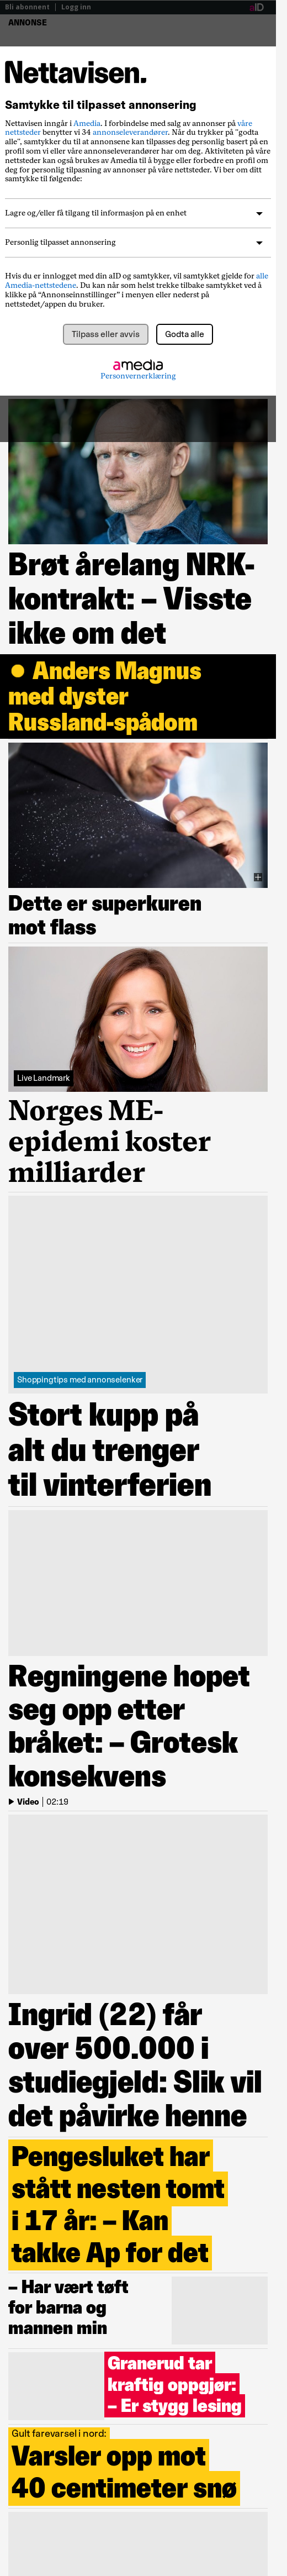 Bli abonnent | Logg inn
aID
ANNONSE
Nettavisen.
Samtykke til tilpasset annonsering
Nettavisen inngår i Amedia. I forbindelse med salg av annonser på våre
nettsteder benytter vi 34 annonseleverandører. Når du trykker på "godta
alle", samtykker du til at annonsene kan tilpasses deg personlig basert på en
profil som vi eller våre annonseleverandører har om deg. Aktiviteten på våre
nettsteder kan også brukes av Amedia til å bygge eller forbedre en profil om
deg for personlig tilpasning av annonser på våre nettsteder. Vi ber om ditt
samtykke til følgende:
Lagre og/eller få tilgang til informasjon på en enhet
Personlig tilpasset annonsering
Hvis du er innlogget med din aID og samtykker, vil samtykket gjelde for alle
Amedia-nettstedene. Du kan når som helst trekke tilbake samtykket ved å
klikke på "Annonseinnstillinger" i menyen eller nederst på
nettstedet/appen du bruker.
Tilpass eller avvis
Godta alle
amedia
Personvernerklæring
Brøt årelang NRK-
kontrakt: – Visste
ikke om det
Anders Magnus
med dyster
Russland-spådom
Dette er superkuren
mot flass
Live Landmark
Norges ME-
epidemi koster
milliarder
Shoppingtips med annonselenker
Stort kupp på
alt du trenger
til vinterferien
Regningene hopet
seg opp etter
bråket: – Grotesk
konsekvens
Video | 02:19
Ingrid (22) får
over 500.000 i
studiegjeld: Slik vil
det påvirke henne
Pengesluket har
stått nesten tomt
i 17 år: – Kan
takke Ap for det
– Har vært tøft
for barna og
mannen min
Granerud tar
kraftig oppgjør:
– Er stygg lesing
Gult farevarsel i nord:
Varsler opp mot
40 centimeter snø